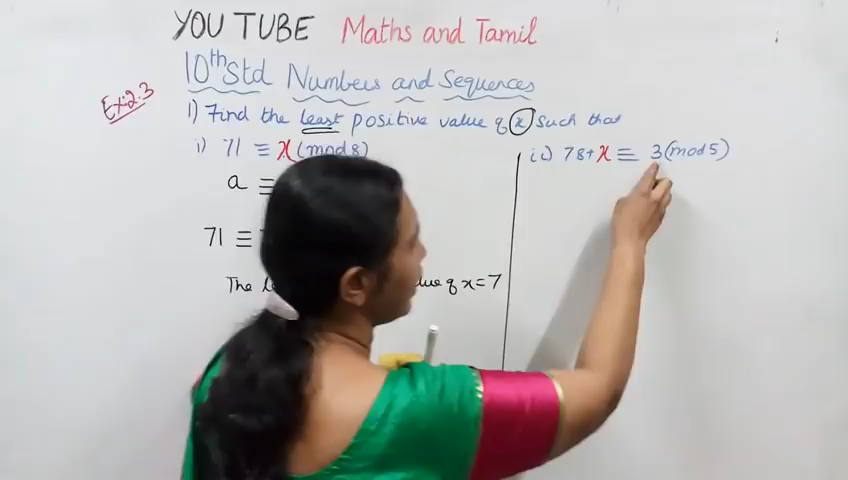 YOU TUBE Maths and Tamil
10th Std Numbers and Sequences
Ex:2.3
1) Find the least positive value of x such that
i) 71 ≡ x (mod 8)
a ≡
71 ≡
The value of x = 7
ii) 78 + x ≡ 3 (mod 5)